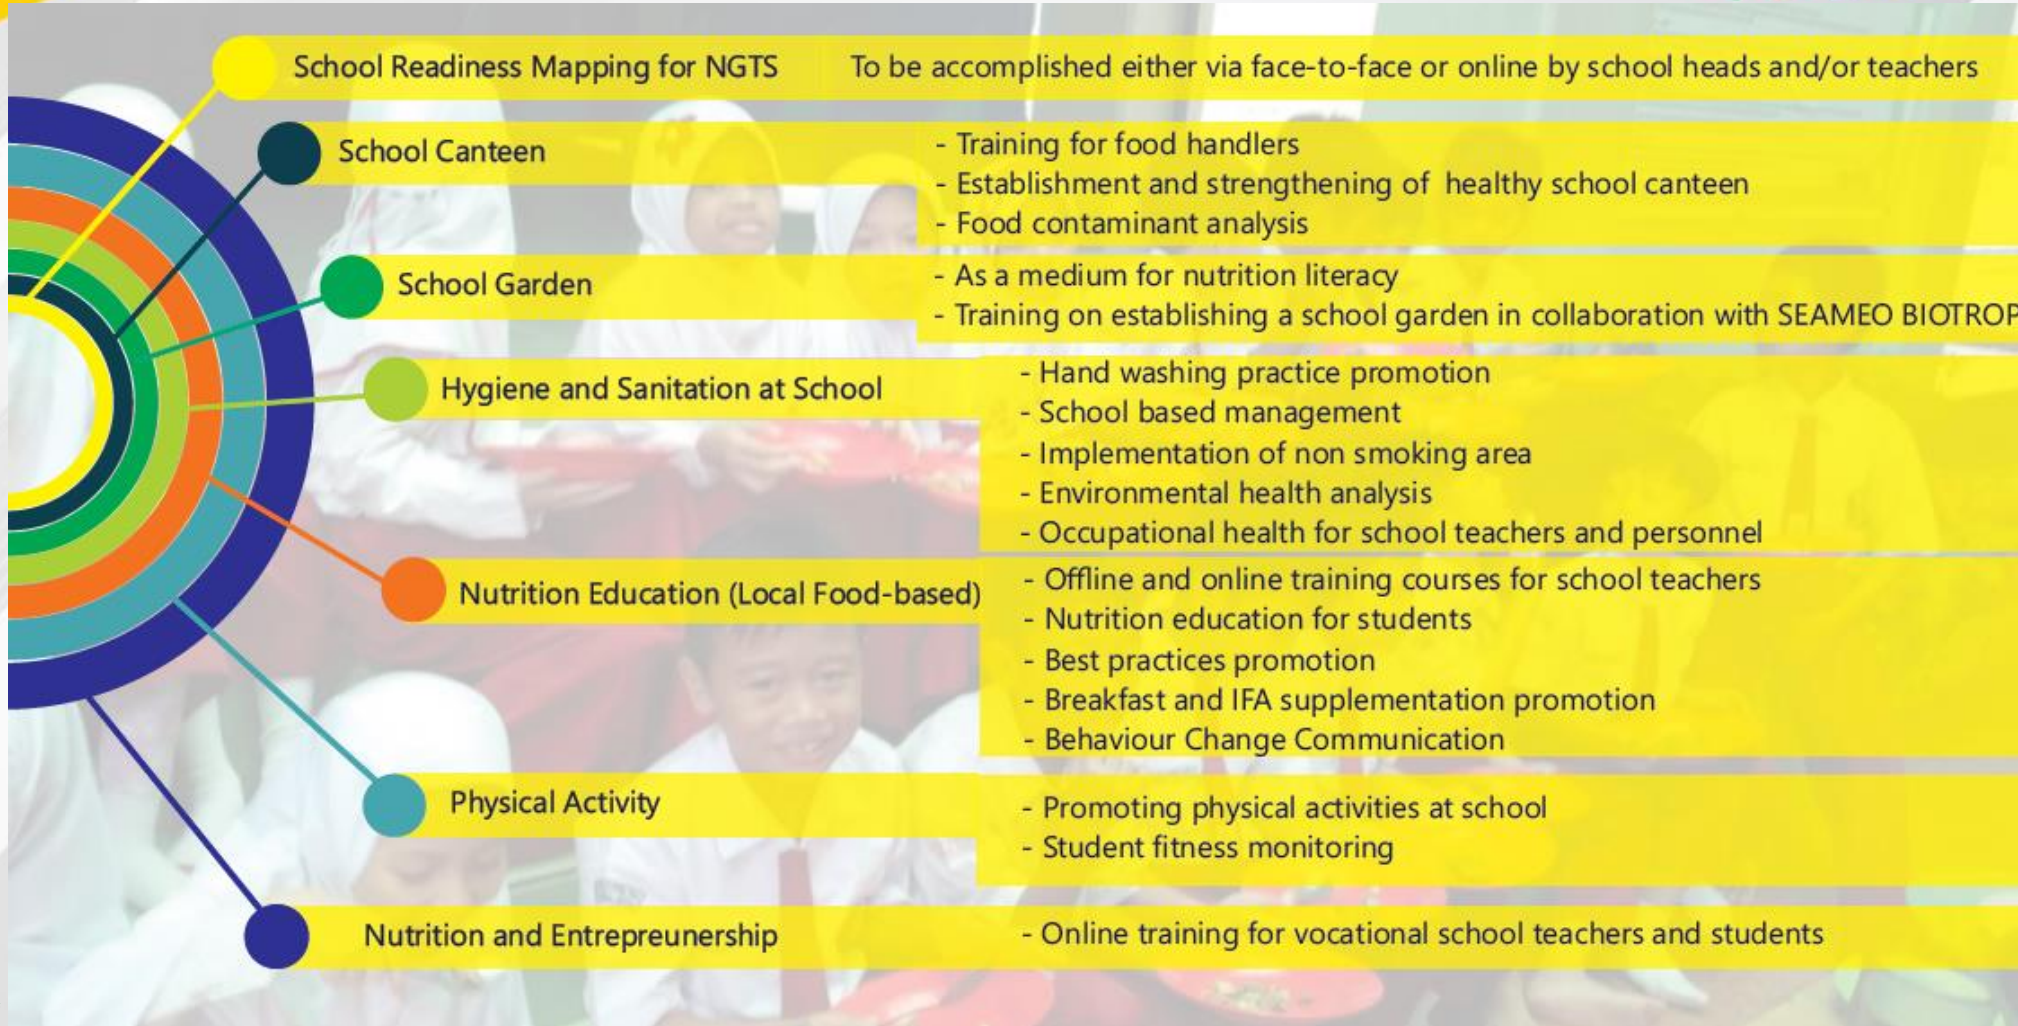 School Readiness Mapping for NGTS
To be accomplished either via face-to-face or online by school heads and/or teachers
School Canteen
- Training for food handlers
- Establishment and strengthening of healthy school canteen
- Food contaminant analysis
School Garden
- As a medium for nutrition literacy
- Training on establishing a school garden in collaboration with SEAMEO BIOTROP
Hygiene and Sanitation at School
- Hand washing practice promotion
- School based management
- Implementation of non smoking area
- Environmental health analysis
- Occupational health for school teachers and personnel
Nutrition Education (Local Food-based)
- Offline and online training courses for school teachers
- Nutrition education for students
- Best practices promotion
- Breakfast and IFA supplementation promotion
- Behaviour Change Communication
Physical Activity
- Promoting physical activities at school
- Student fitness monitoring
Nutrition and Entrepreunership
- Online training for vocational school teachers and students